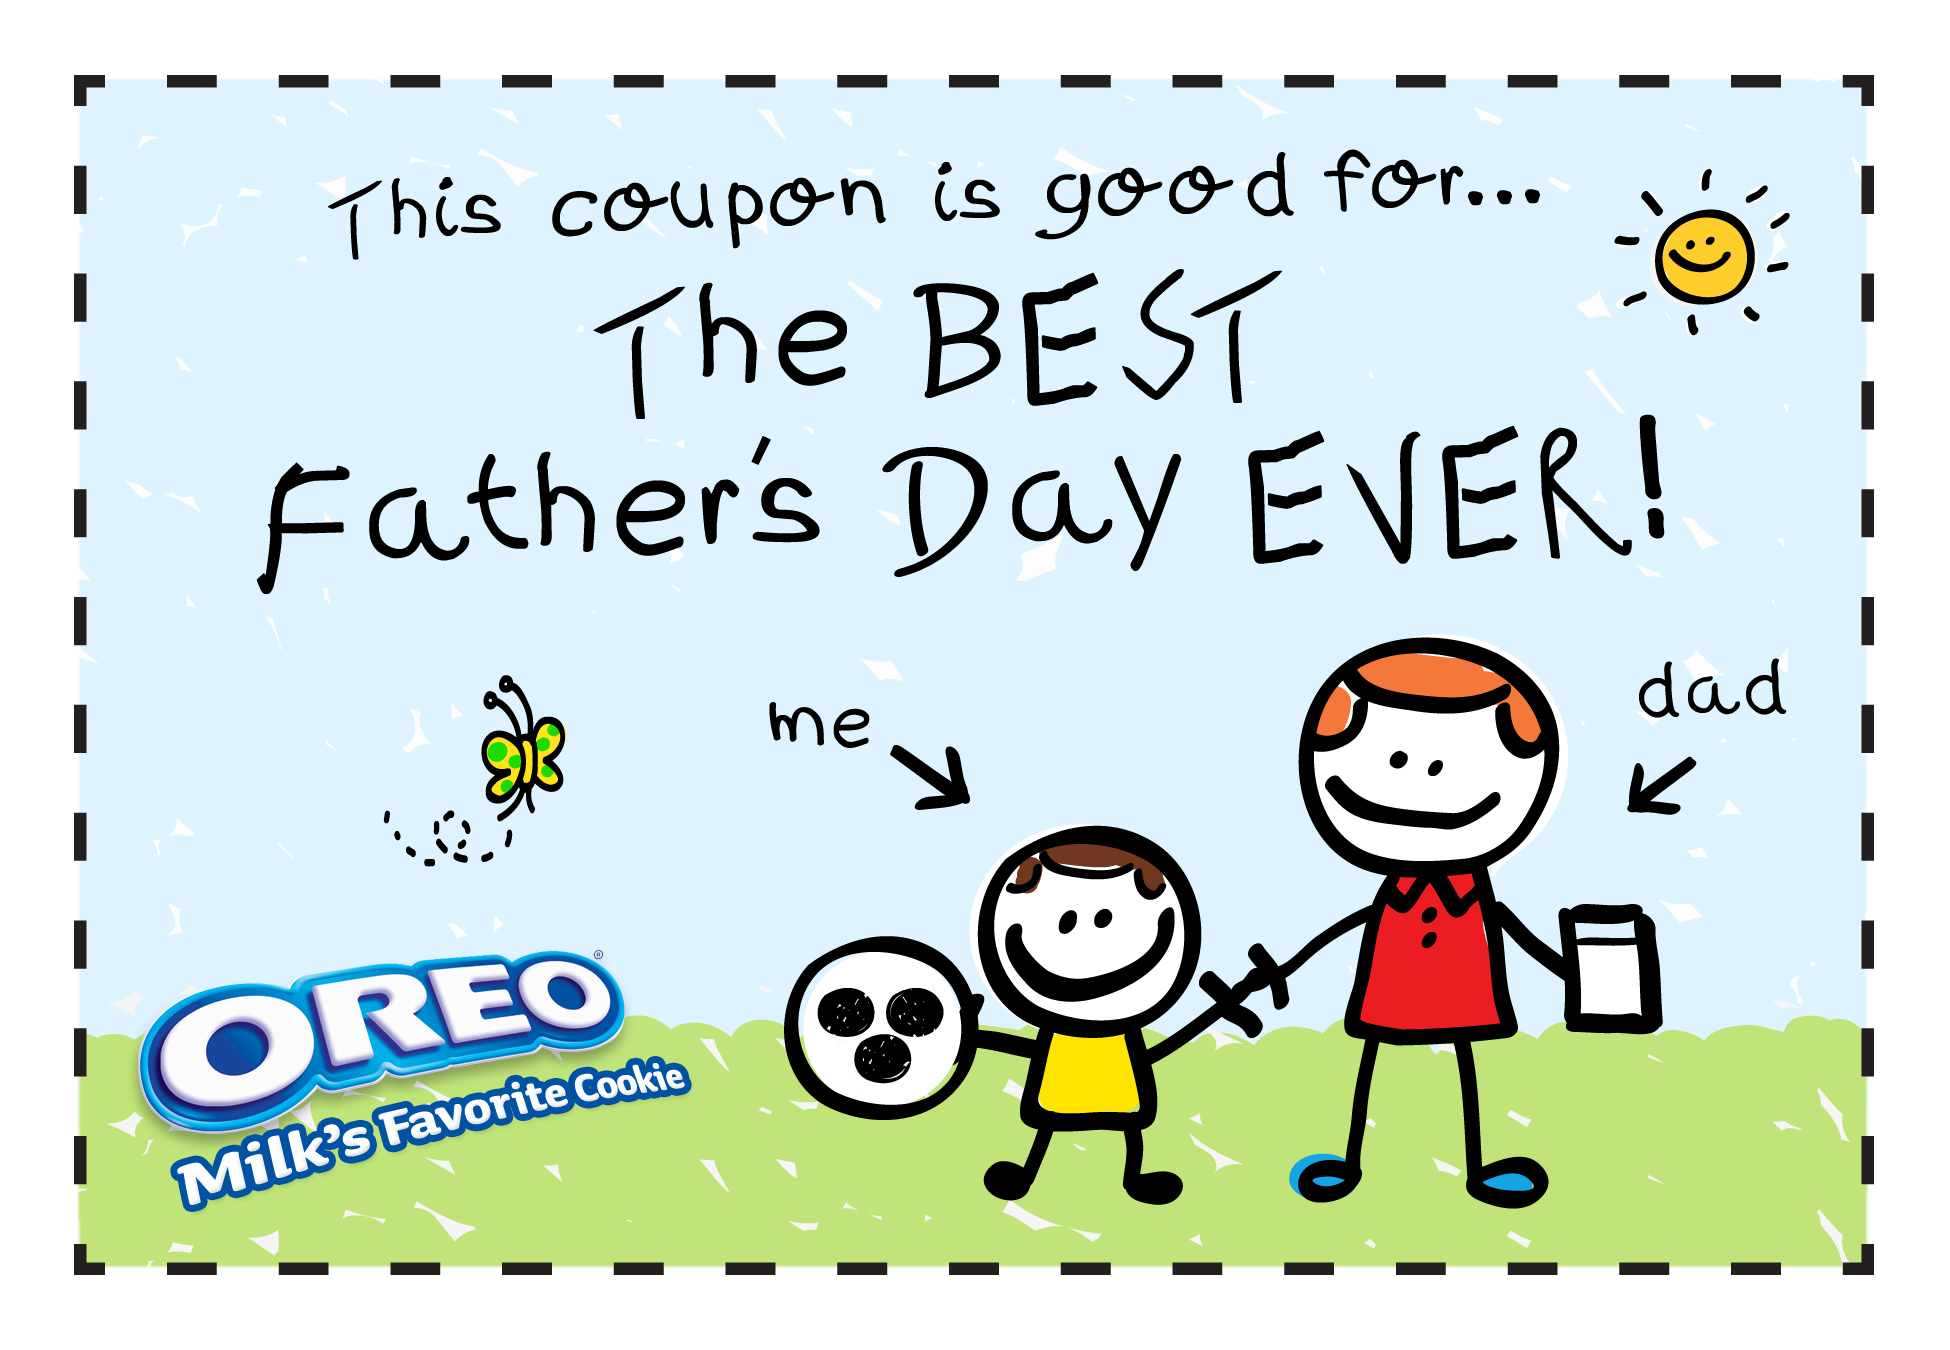 This coupon is good for...
The BEST
Father's Day EVER!
me
dad
OREO®
Milk's Favorite Cookie